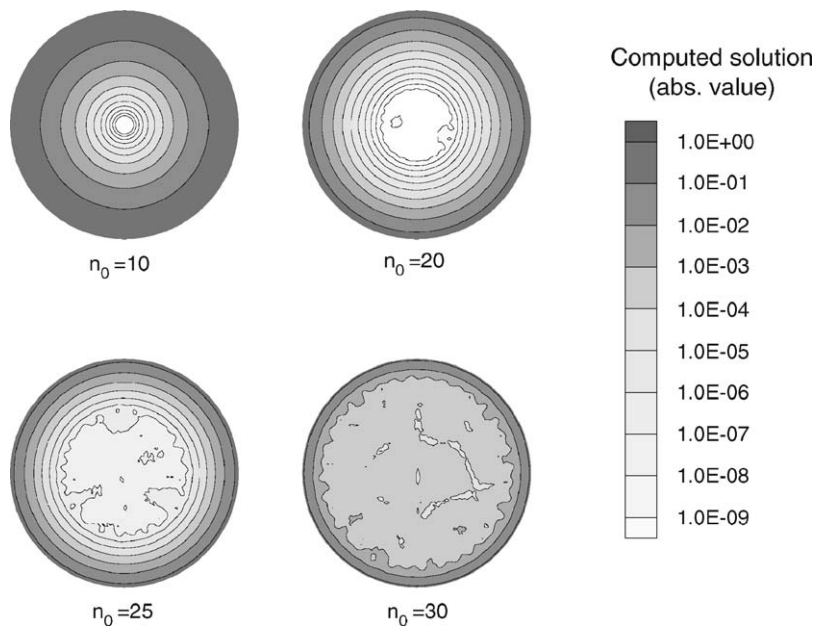 Computed solution
(abs. value)
1.0E+00
1.0E-01
1.0E-02
1.0E-03
1.0E-04
1.0E-05
1.0E-06
1.0E-07
1.0E-08
1.0E-09
n₀=10
n₀=20
n₀=25
n₀=30